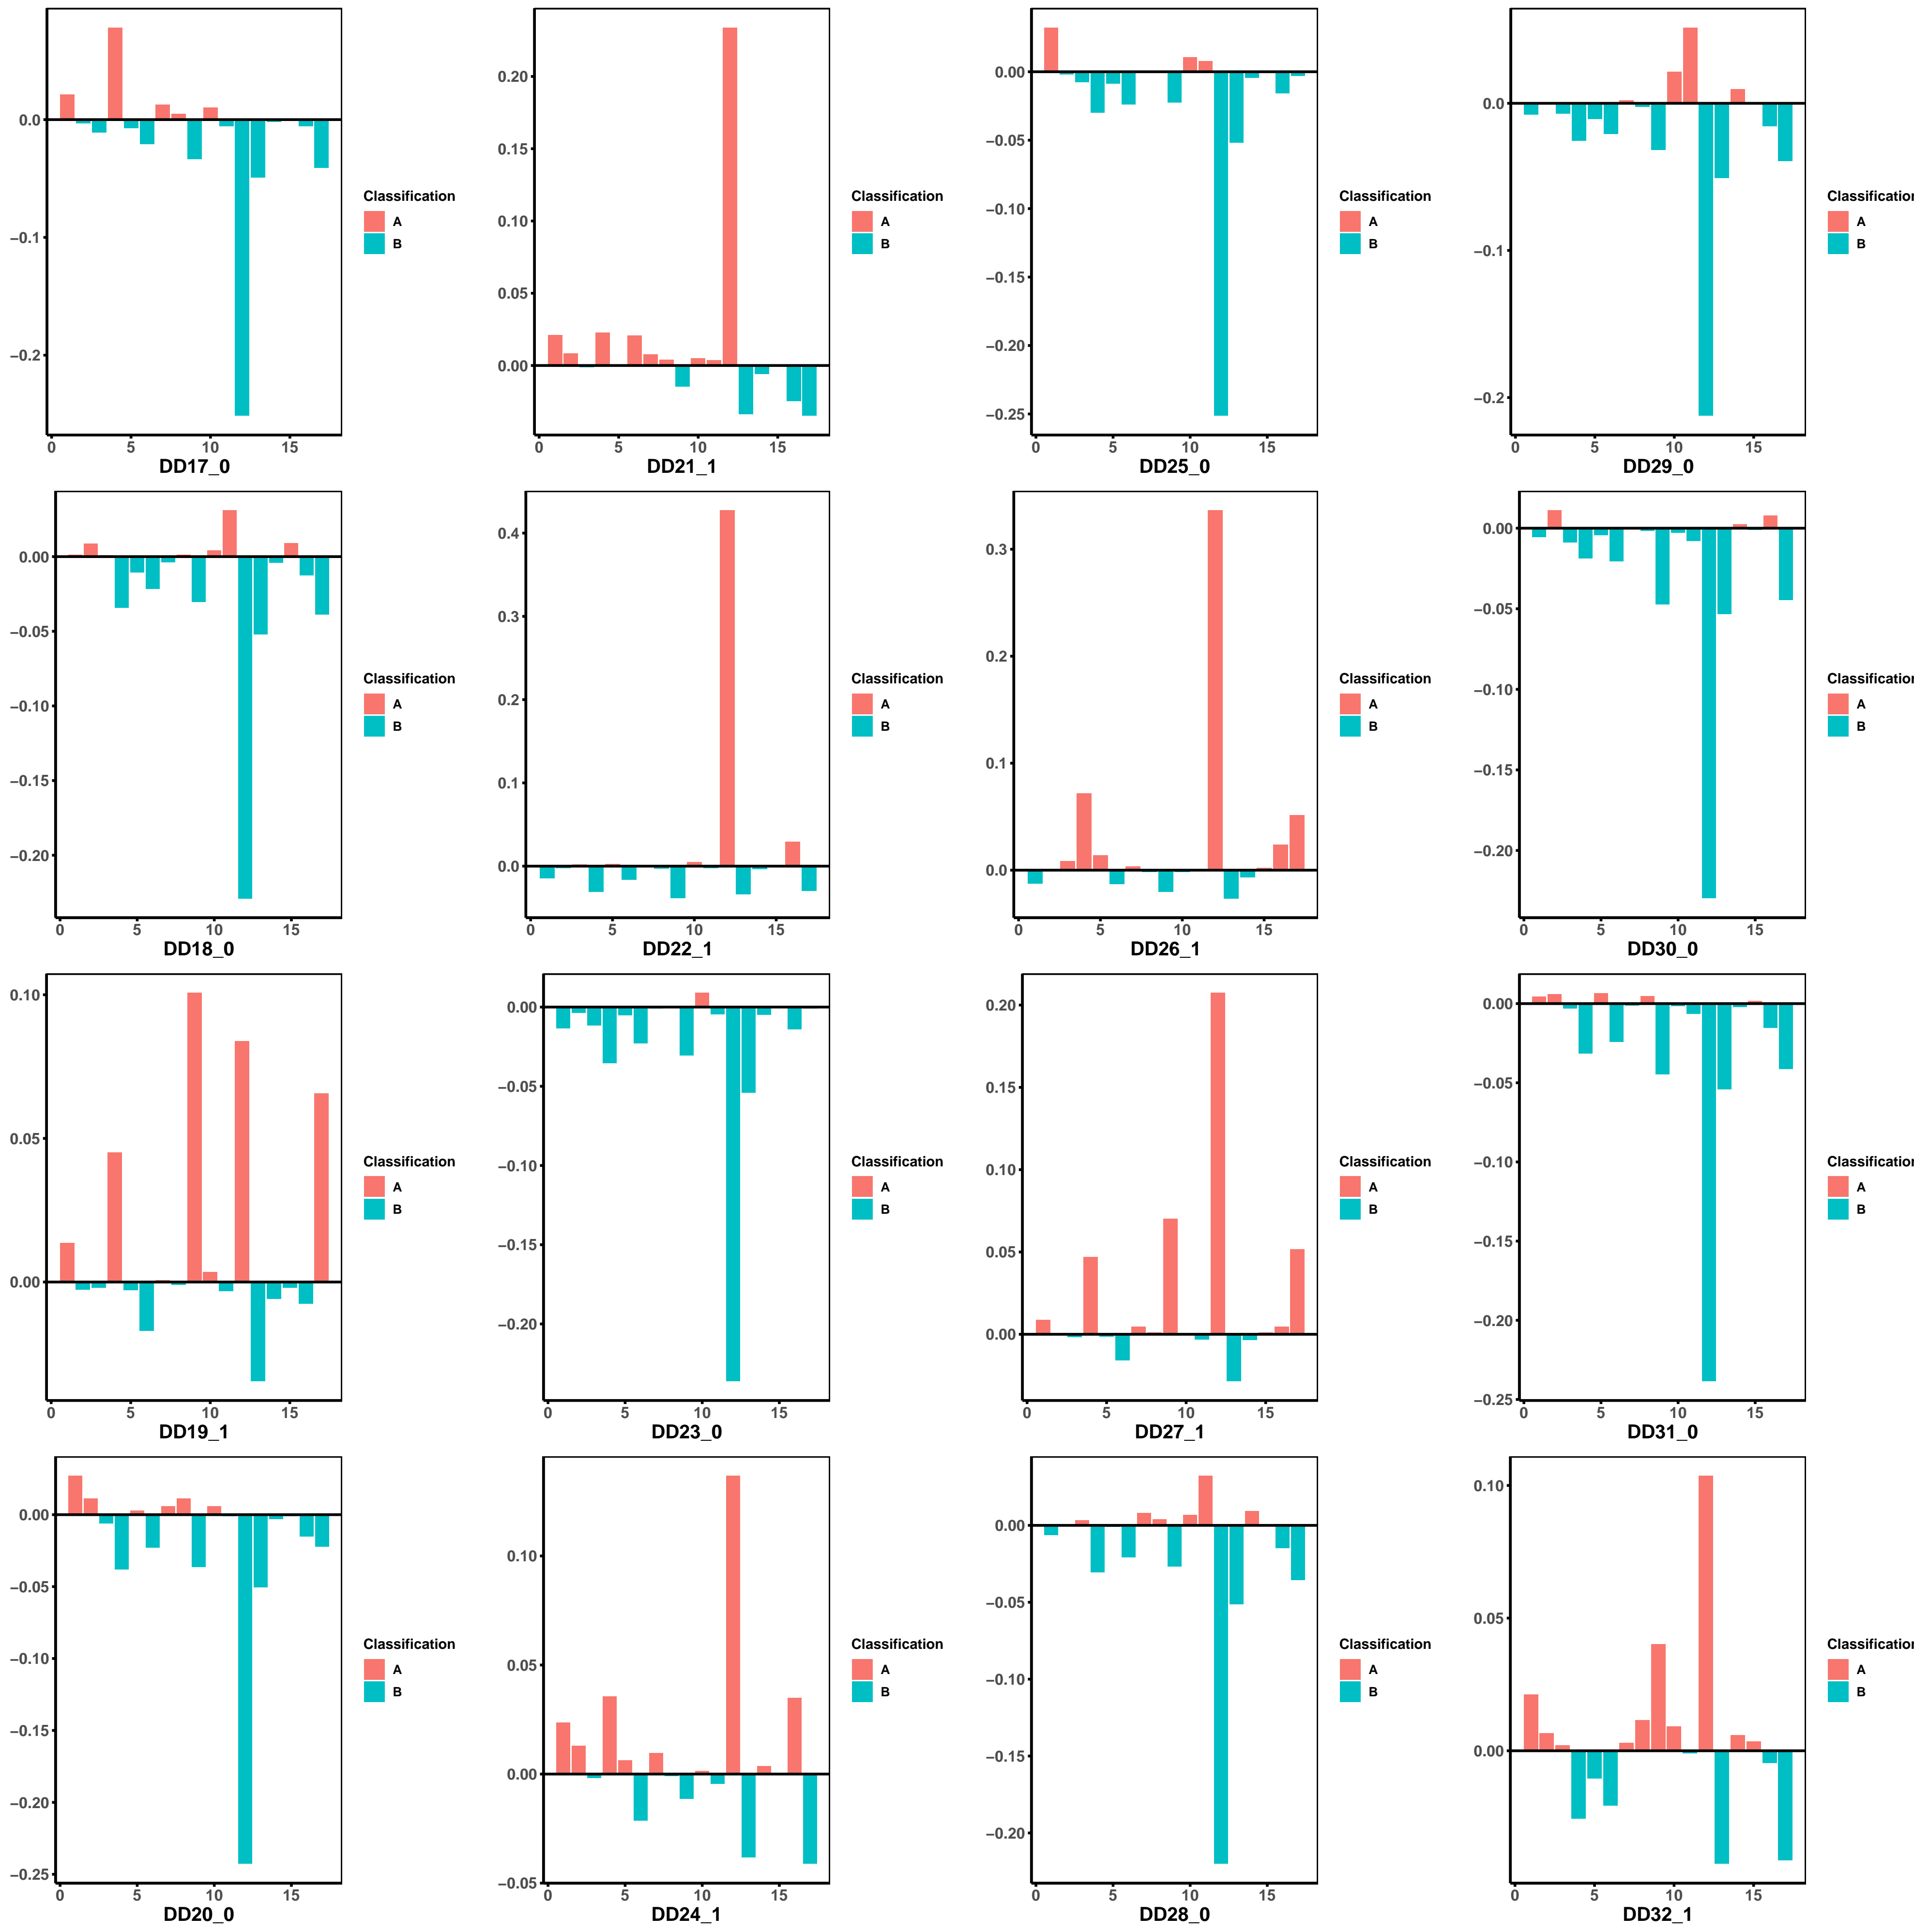 0.0
−0.1
−0.2
0 5 10 15
DD17_0
Classification
A
B
0.20
0.15
0.10
0.05
0.00
0 5 10 15
DD21_1
Classification
A
B
0.00
−0.05
−0.10
−0.15
−0.20
−0.25
0 5 10 15
DD25_0
Classification
A
B
0.0
−0.1
−0.2
0 5 10 15
DD29_0
Classification
A
B
0.00
−0.05
−0.10
−0.15
−0.20
0 5 10 15
DD18_0
Classification
A
B
0.4
0.3
0.2
0.1
0.0
0 5 10 15
DD22_1
Classification
A
B
0.3
0.2
0.1
0.0
0 5 10 15
DD26_1
Classification
A
B
0.00
−0.05
−0.10
−0.15
−0.20
0 5 10 15
DD30_0
Classification
A
B
0.10
0.05
0.00
0 5 10 15
DD19_1
Classification
A
B
0.00
−0.05
−0.10
−0.15
−0.20
0 5 10 15
DD23_0
Classification
A
B
0.20
0.15
0.10
0.05
0.00
0 5 10 15
DD27_1
Classification
A
B
0.00
−0.05
−0.10
−0.15
−0.20
−0.25
0 5 10 15
DD31_0
Classification
A
B
0.00
−0.05
−0.10
−0.15
−0.20
−0.25
0 5 10 15
DD20_0
Classification
A
B
0.10
0.05
0.00
−0.05
0 5 10 15
DD24_1
Classification
A
B
0.00
−0.05
−0.10
−0.15
−0.20
0 5 10 15
DD28_0
Classification
A
B
0.10
0.05
0.00
0 5 10 15
DD32_1
Classification
A
B